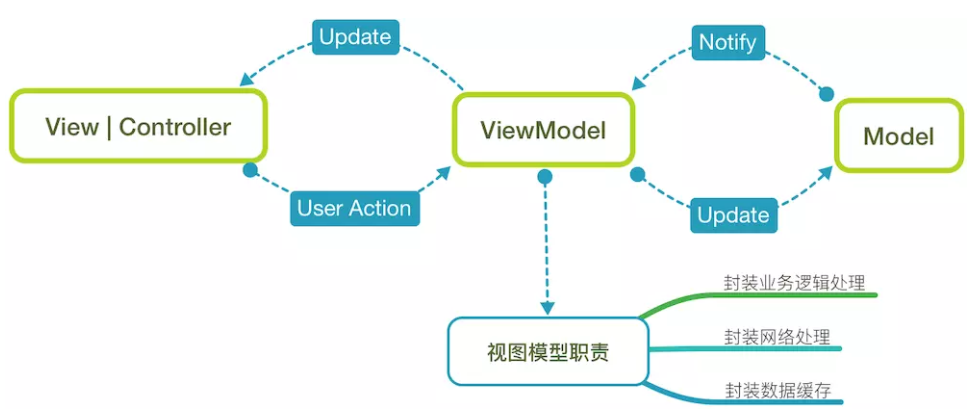 Update
Notify
View | Controller
ViewModel
Model
User Action
Update
封装业务逻辑处理
视图模型职责
封装网络处理
封装数据缓存